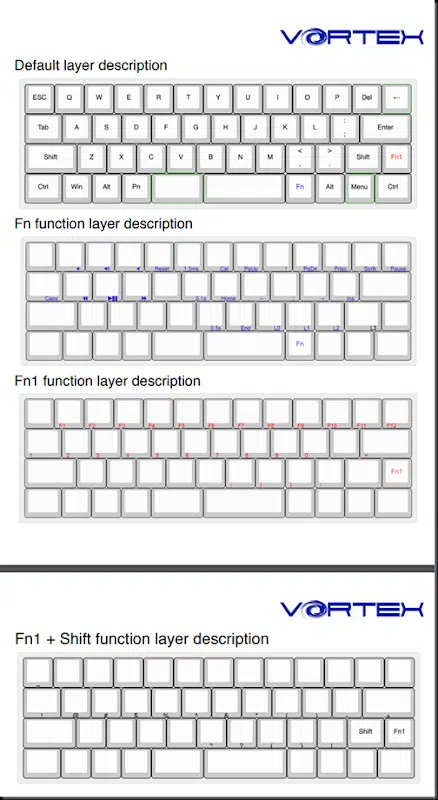 VORTEX
Default layer description
ESC Q W E R T Y U I O P Del ←
Tab A S D F G H J K L : ; Enter
Shift Z X C V B N M < , > . Shift Fn1
Ctrl Win Alt Pn Fn Alt Menu Ctrl
Fn function layer description
Reset 1.5ms Cal PgUp ↑ PgDn Prtsc Scrlk Pause
Caps 0.1s Home ← ↓ → Ins
0.5s End L0 L1 L2 L3
Fn
Fn1 function layer description
F1 F2 F3 F4 F5 F6 F7 F8 F9 F10 F11 F12
1 2 3 4 5 6 7 8 9 0 - =
Fn1
VORTEX
Fn1 + Shift function layer description
Shift Fn1